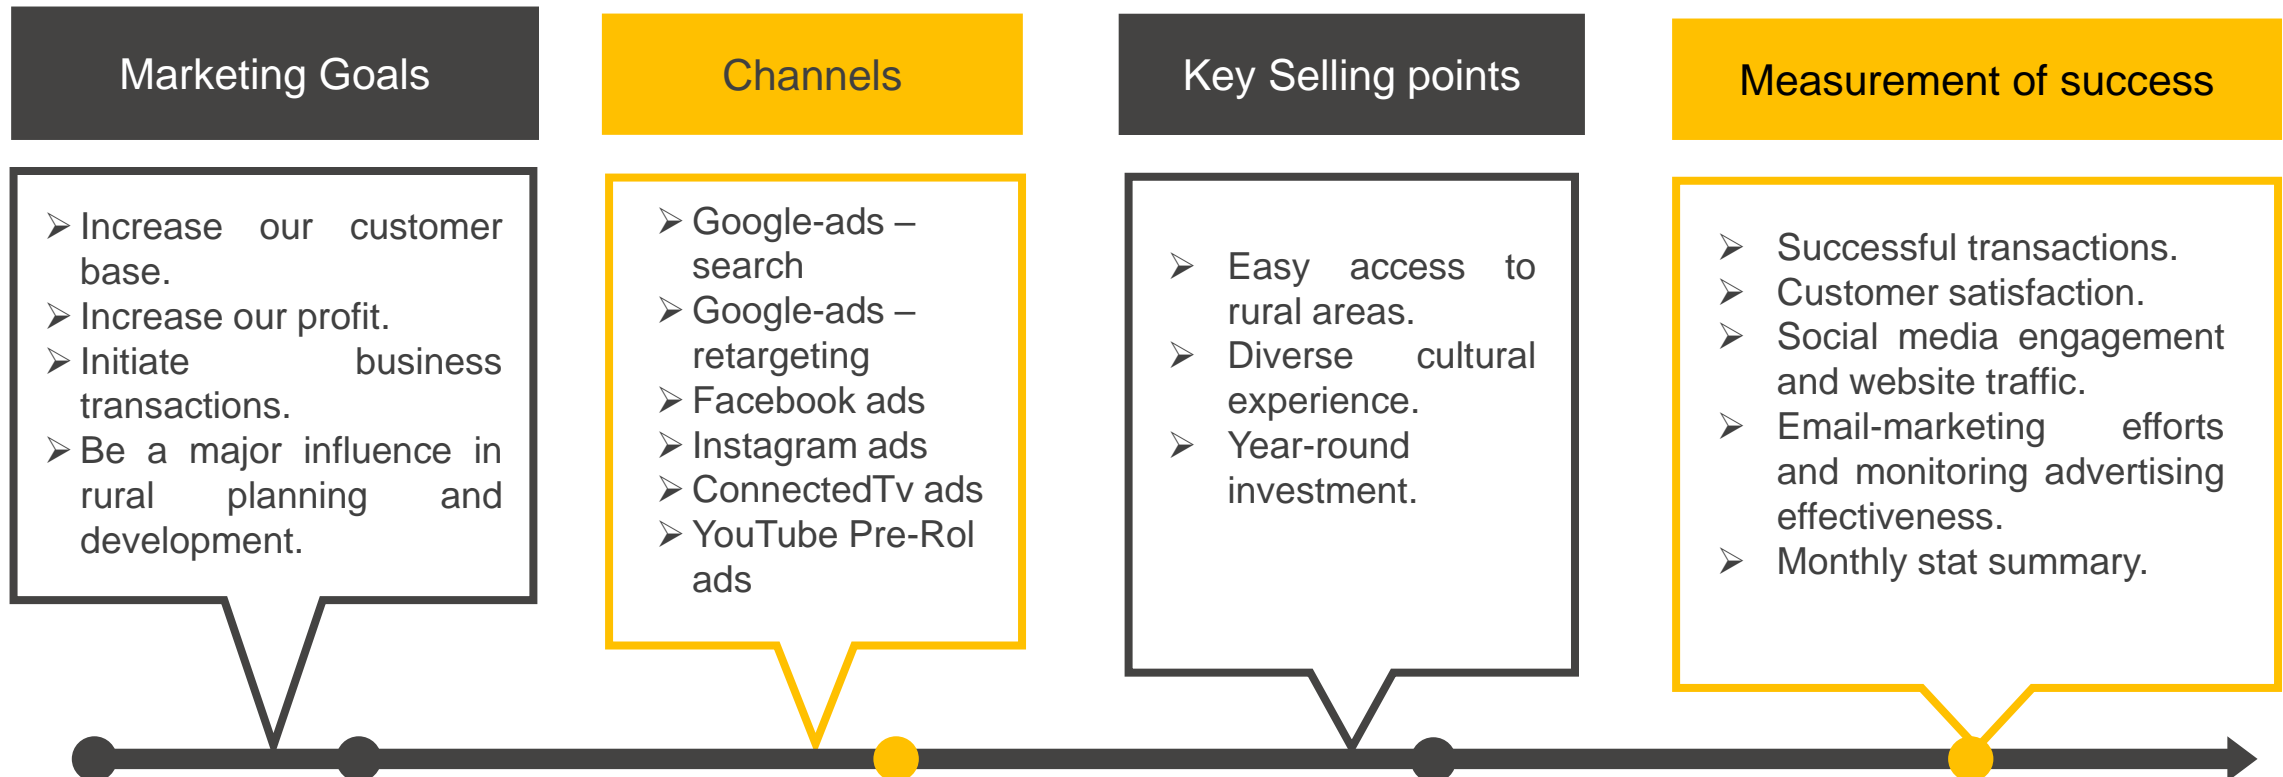 Marketing Goals
➢ Increase our customer
base.
➢ Increase our profit.
➢ Initiate business
transactions.
➢ Be a major influence in
rural planning and
development.
Channels
➢ Google-ads –
search
➢ Google-ads –
retargeting
➢ Facebook ads
➢ Instagram ads
➢ ConnectedTv ads
➢ YouTube Pre-Rol
ads
Key Selling points
➢ Easy access to
rural areas.
➢ Diverse cultural
experience.
➢ Year-round
investment.
Measurement of success
➢ Successful transactions.
➢ Customer satisfaction.
➢ Social media engagement
and website traffic.
➢ Email-marketing efforts
and monitoring advertising
effectiveness.
➢ Monthly stat summary.